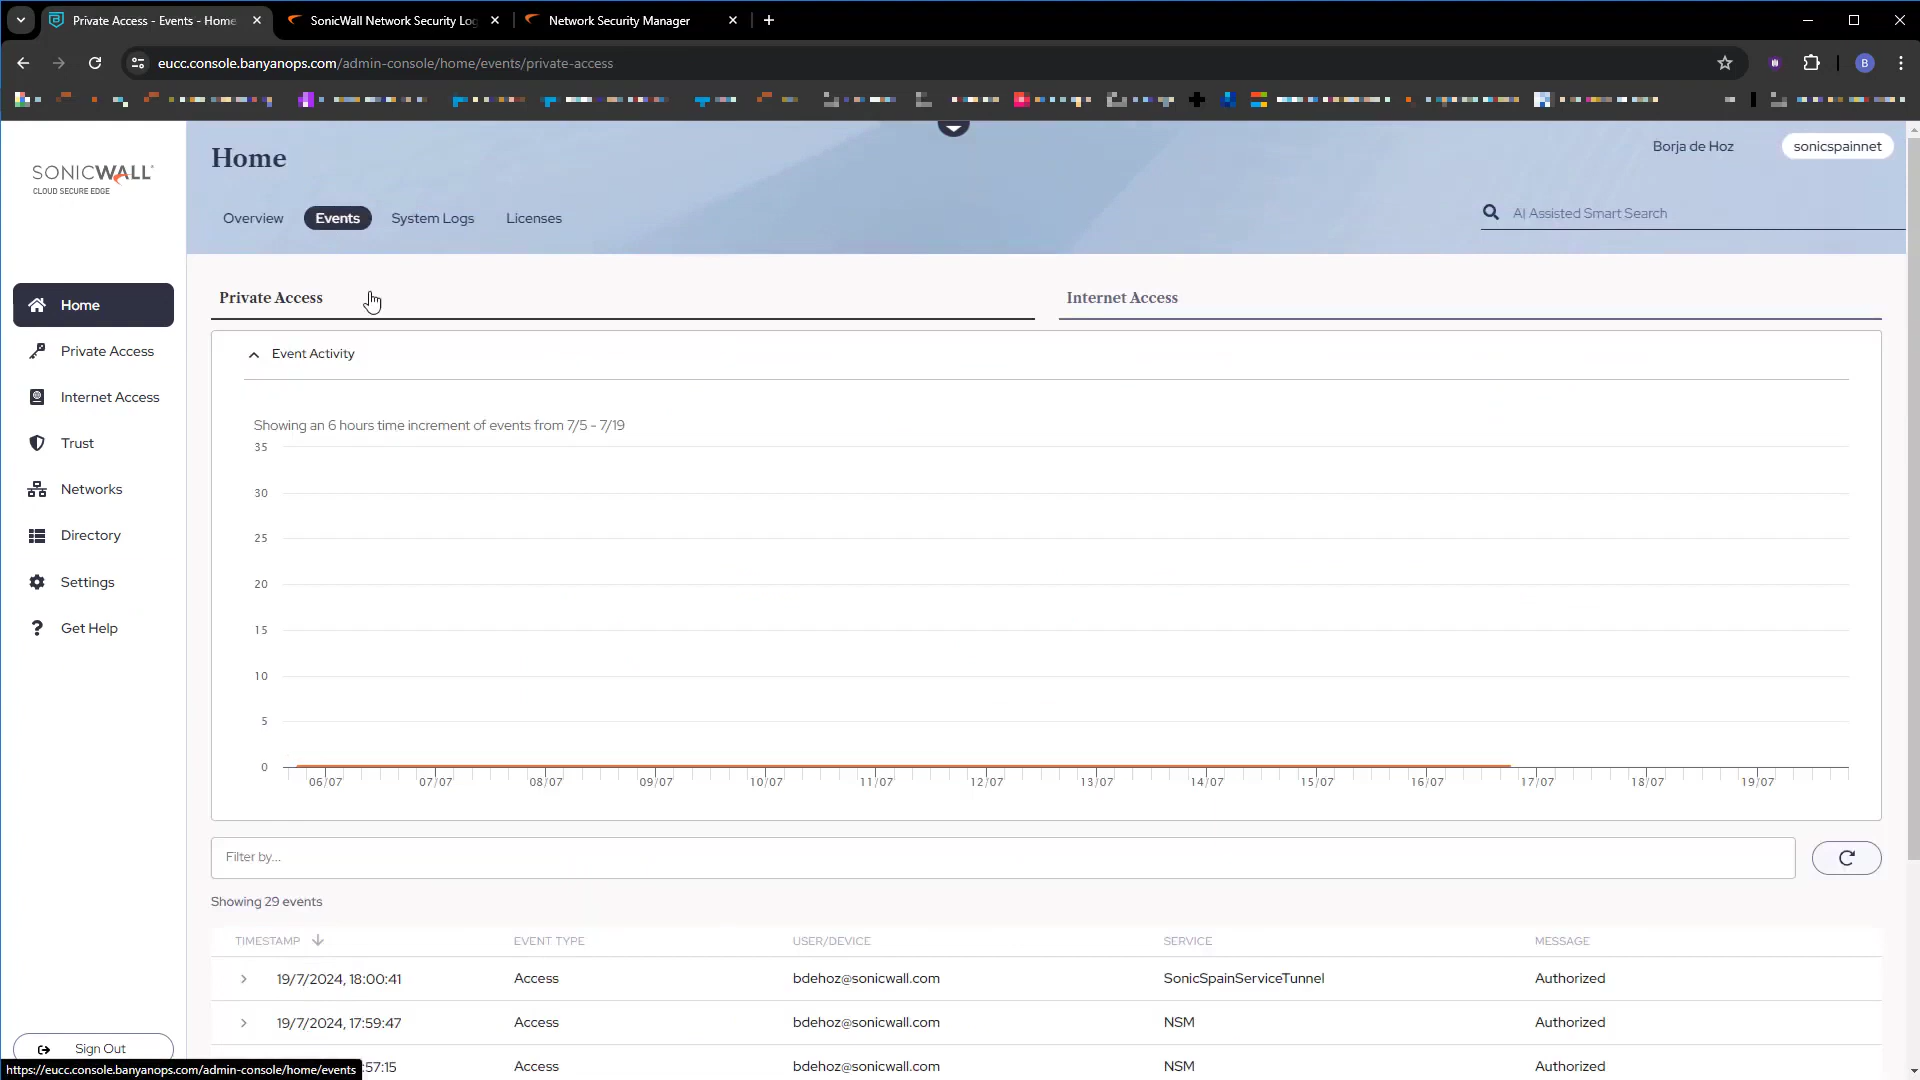 Private Access - Events - Home
SonicWall Network Security Log
Network Security Manager
eucc.console.banyanops.com/admin-console/home/events/private-access
B
SONICWALL
CLOUD SECURE EDGE
Home
Borja de Hoz
sonicspainnet
Overview
Events
System Logs
Licenses
AI Assisted Smart Search
Home
Private Access
Internet Access
Trust
Networks
Directory
Settings
Get Help
Sign Out
Private Access
Internet Access
Event Activity
Showing an 6 hours time increment of events from 7/5 - 7/19
35
30
25
20
15
10
5
0
06/07 07/07 08/07 09/07 10/07 11/07 12/07 13/07 14/07 15/07 16/07 17/07 18/07 19/07
Filter by...
Showing 29 events
TIMESTAMP EVENT TYPE USER/DEVICE SERVICE MESSAGE
19/7/2024, 18:00:41 Access bdehoz@sonicwall.com SonicSpainServiceTunnel Authorized
19/7/2024, 17:59:47 Access bdehoz@sonicwall.com NSM Authorized
:57:15 Access bdehoz@sonicwall.com NSM Authorized
https://eucc.console.banyanops.com/admin-console/home/events